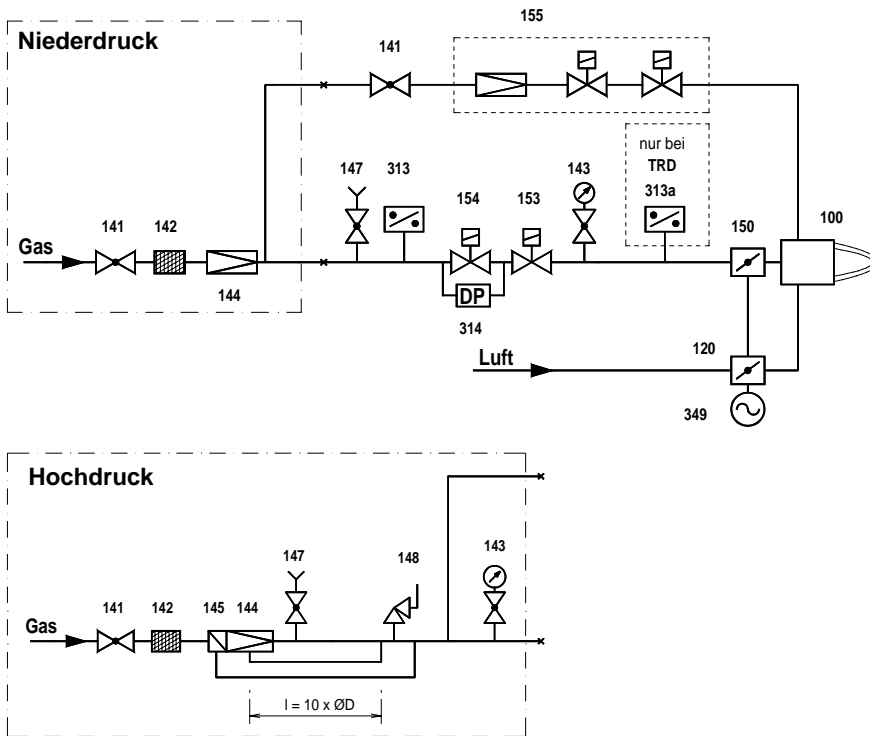 155
Niederdruck
141
nur bei
TRD
313a
147
313
143
154
153
150
100
141
142
Gas
144
DP
314
Luft
120
349
Hochdruck
147
148
143
141
142
145
144
Gas
l = 10 x ØD